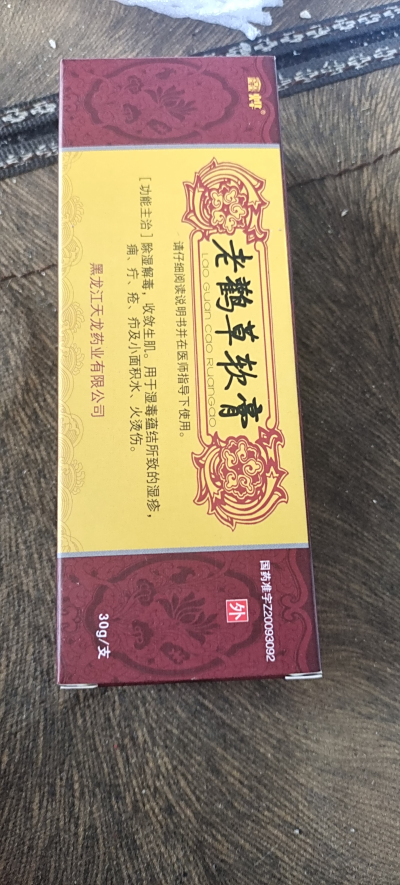 鑫烨®
老鹳草软膏
Lao Guan Cao RuanGao
请仔细阅读说明书并在医师指导下使用。
[功能主治]除湿解毒,收敛生肌。用于湿毒蕴结所致的湿疹,
痈、疔、疮、疖及小面积水、火烫伤。
黑龙江天龙药业有限公司
国药准字Z20093092
外
30g/支